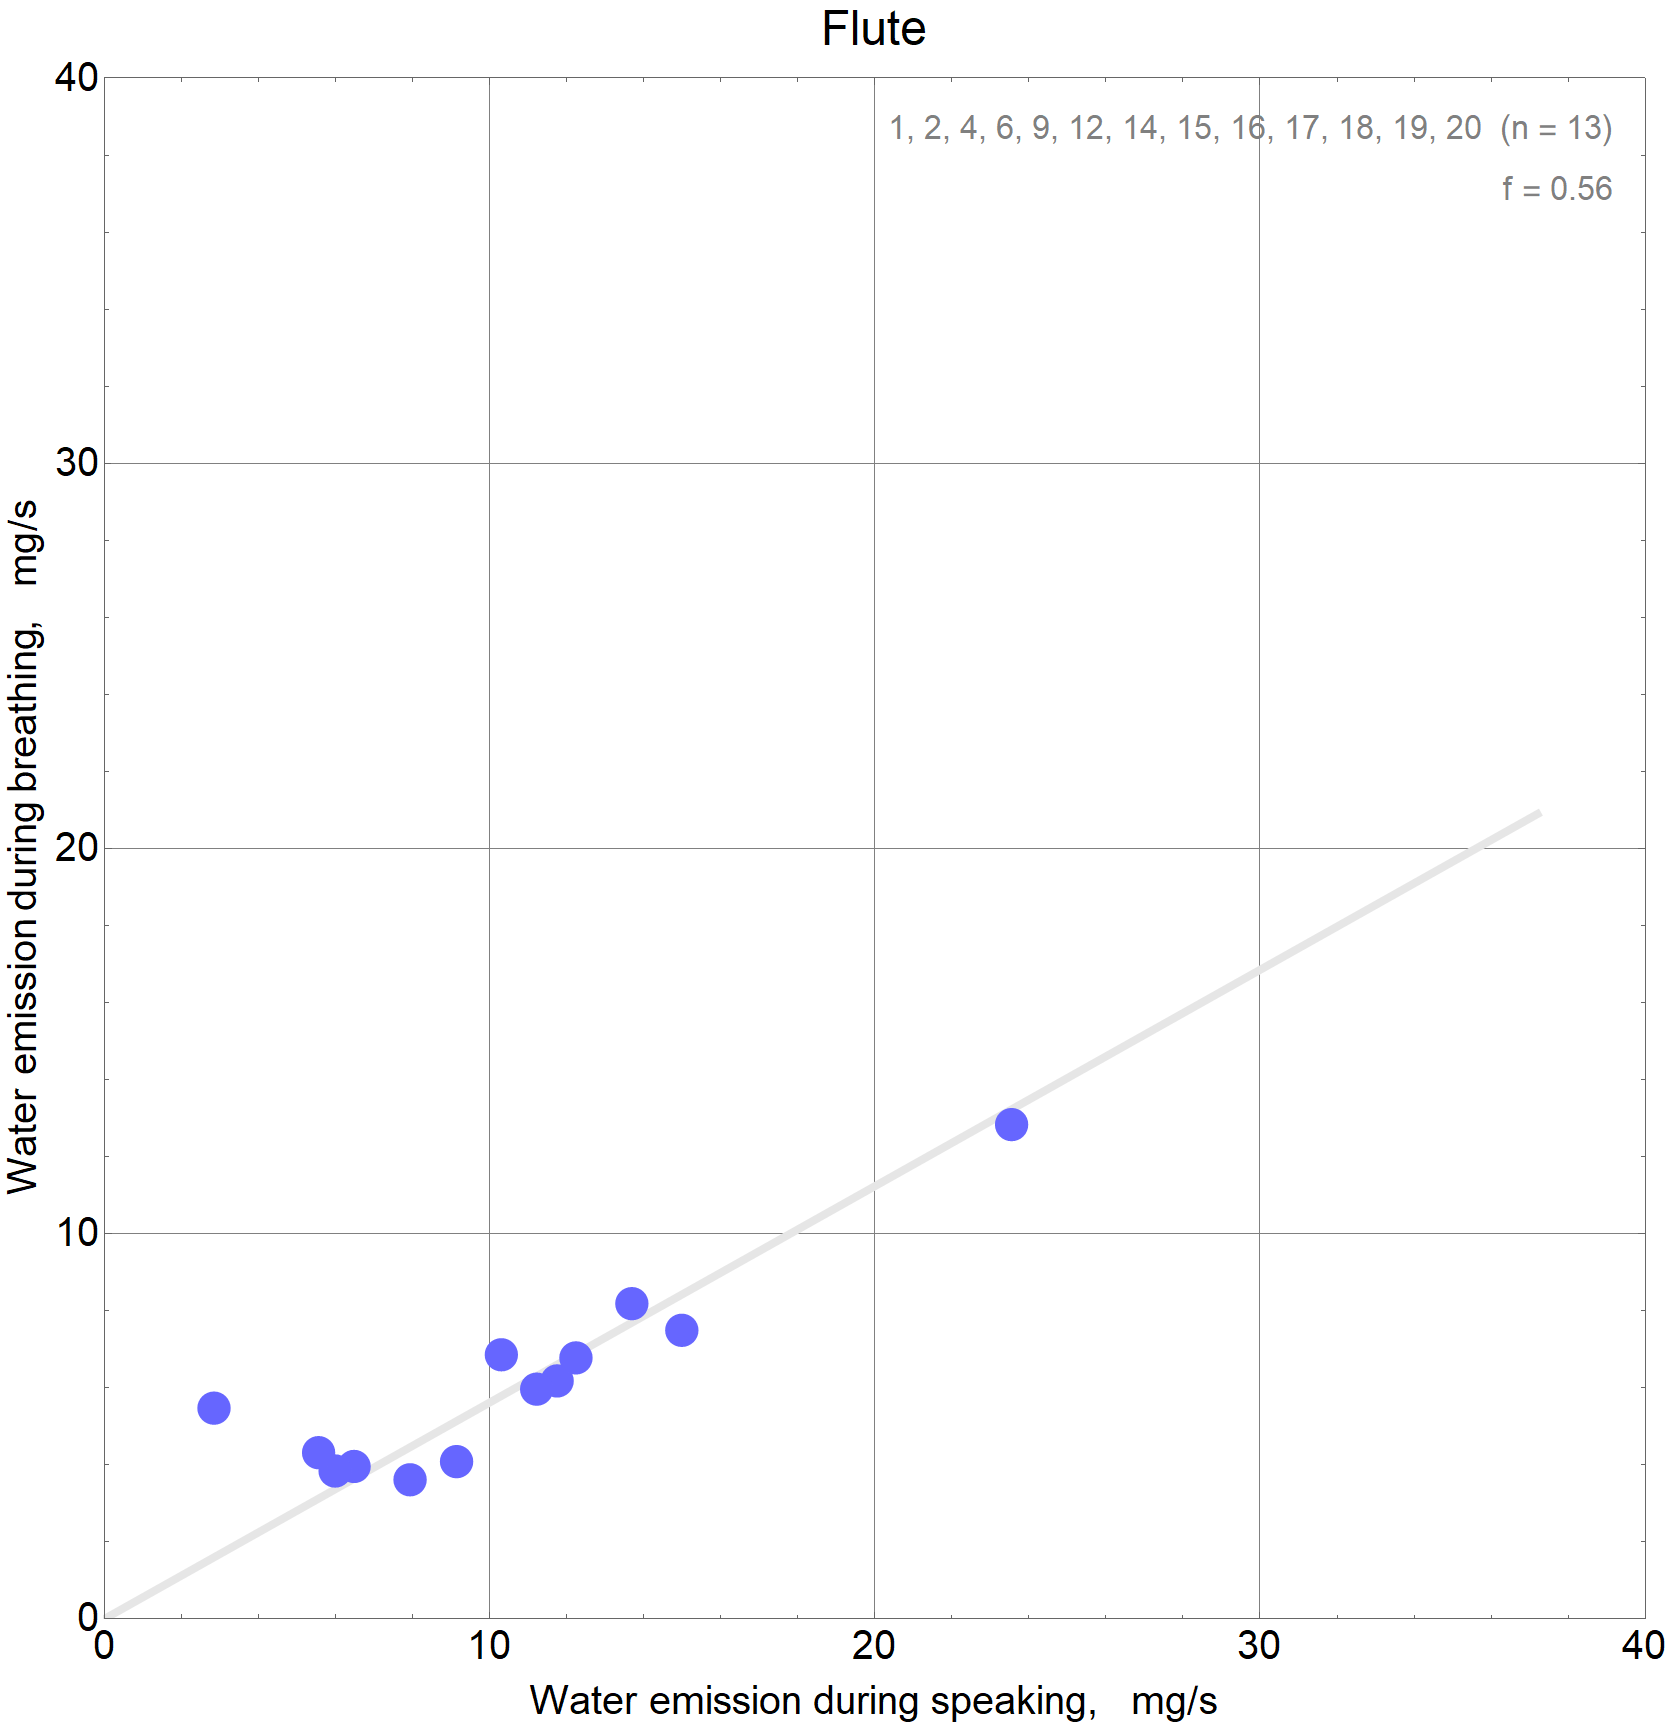 Flute
40
1, 2, 4, 6, 9, 12, 14, 15, 16, 17, 18, 19, 20 (n = 13)
f = 0.56
30
20
10
0
Water emission during breathing, mg/s
0 10 20 30 40
Water emission during speaking, mg/s